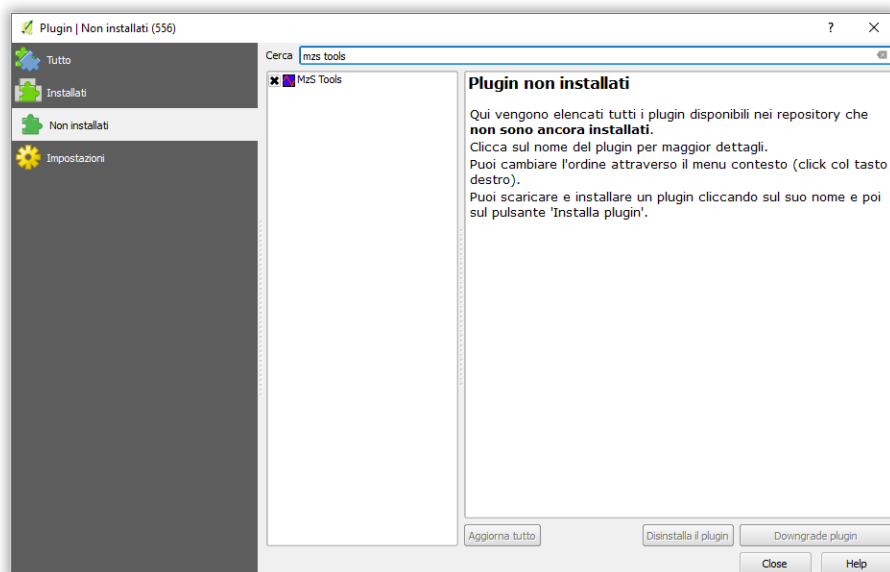 Plugin | Non installati (556)
Tutto
Installati
Non installati
Impostazioni
Cerca mzs tools
MzS Tools
Plugin non installati
Qui vengono elencati tutti i plugin disponibili nei repository che
non sono ancora installati.
Clicca sul nome del plugin per maggior dettagli.
Puoi cambiare l'ordine attraverso il menu contesto (click col tasto
destro).
Puoi scaricare e installare un plugin cliccando sul suo nome e poi
sul pulsante 'Installa plugin'.
Aggiorna tutto
Disinstalla il plugin
Downgrade plugin
Close
Help